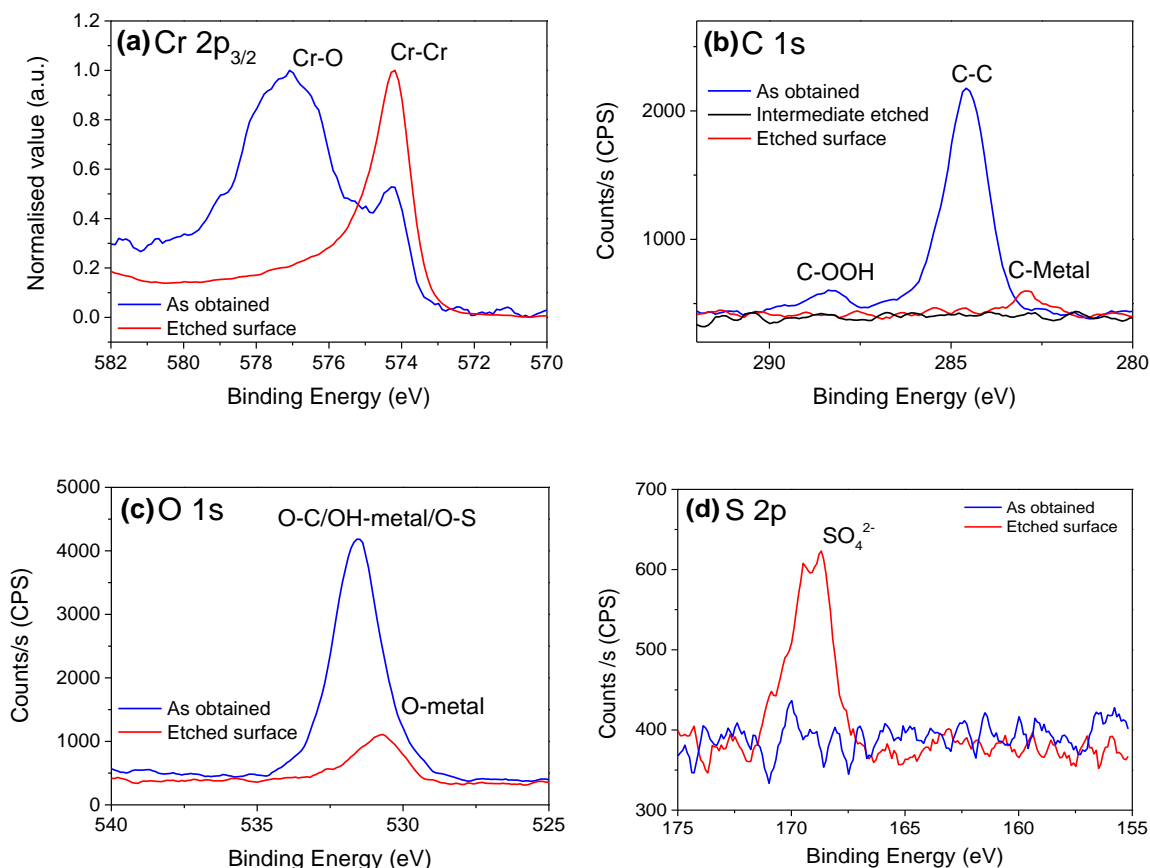 (a) Cr 2p3/2
Cr-O
Cr-Cr
1.2
1.0
0.8
0.6
0.4
0.2
0.0
Normalised value (a.u.)
As obtained
Etched surface
582 580 578 576 574 572 570
Binding Energy (eV)
(b) C 1s
C-C
As obtained
Intermediate etched
Etched surface
C-OOH
C-Metal
2000
1000
Counts/s (CPS)
290 285 280
Binding Energy (eV)
(c) O 1s
O-C/OH-metal/O-S
O-metal
5000
4000
3000
2000
1000
0
Counts/s (CPS)
As obtained
Etched surface
540 535 530 525
Binding Energy (eV)
(d) S 2p
As obtained
Etched surface
SO4 2-
700
600
500
400
300
Counts /s (CPS)
175 170 165 160 155
Binding Energy (eV)